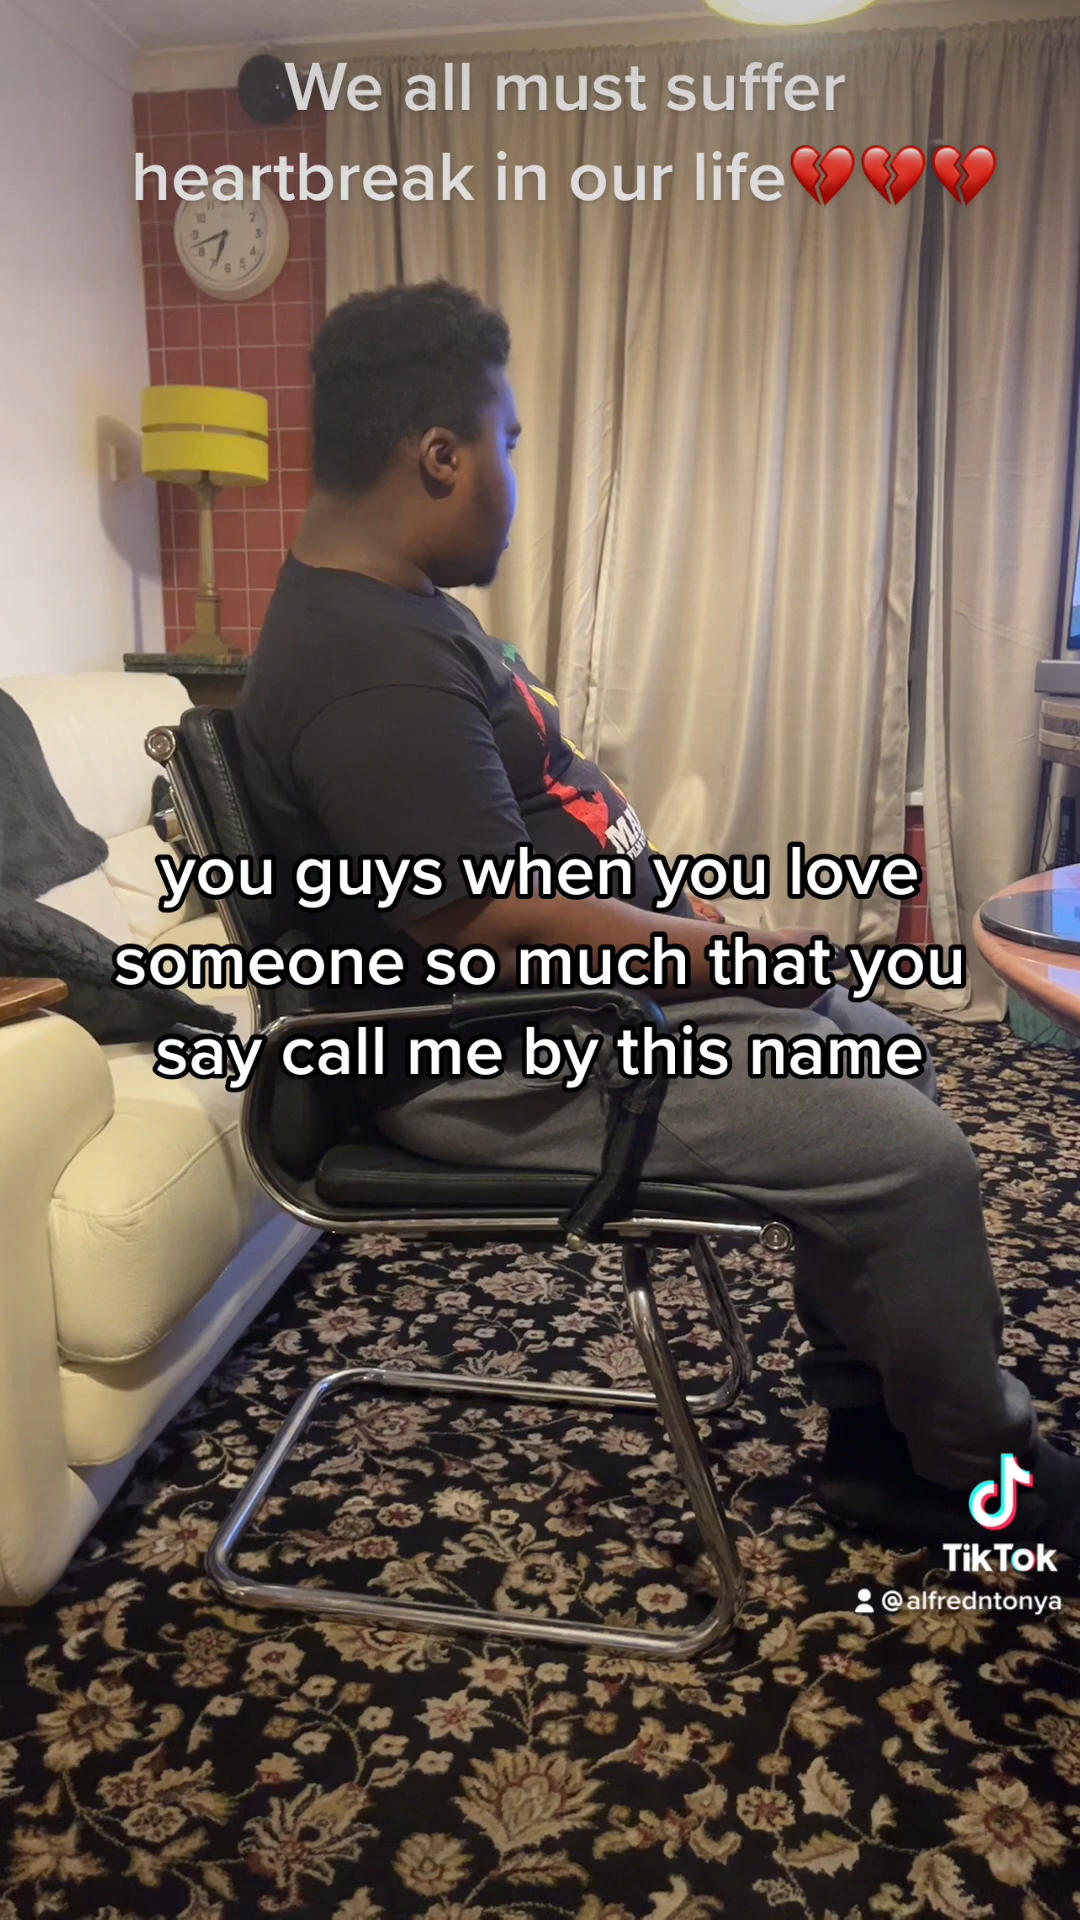 We all must suffer
heartbreak in our life💔💔💔
you guys when you love
someone so much that you
say call me by this name
TikTok
@alfredntonya